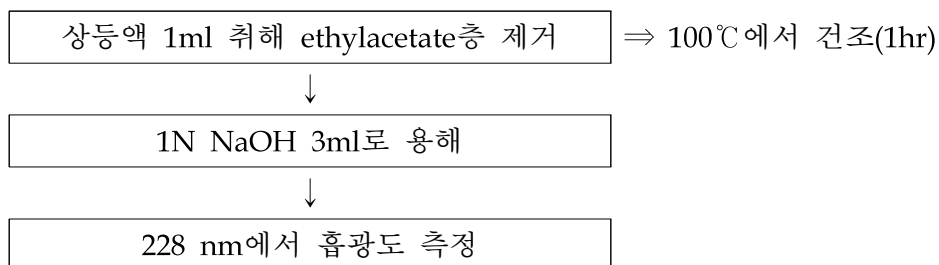 상등액 1ml 취해 ethylacetate층 제거 ⇒ 100℃에서 건조(1hr)
↓
1N NaOH 3ml로 용해
↓
228 nm에서 흡광도 측정